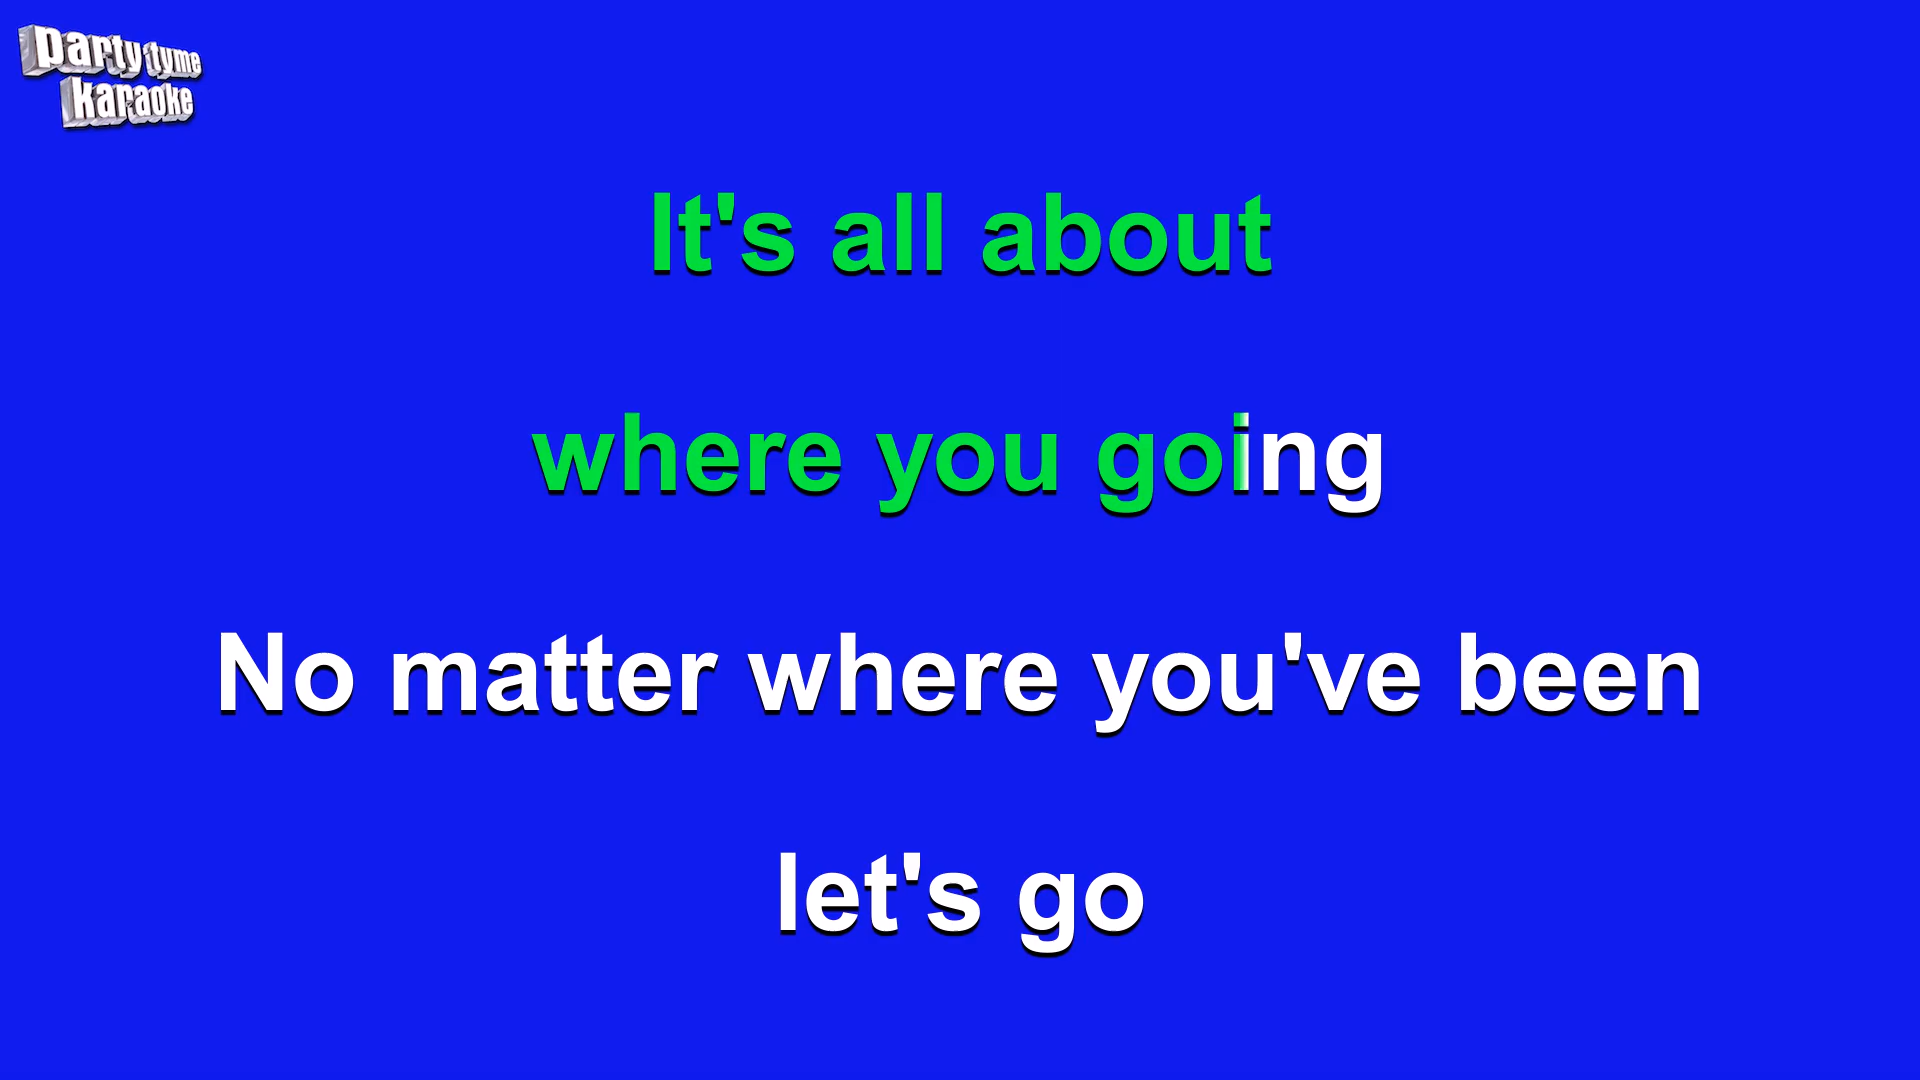 party tyme
karaoke
It's all about
where you going
No matter where you've been
let's go